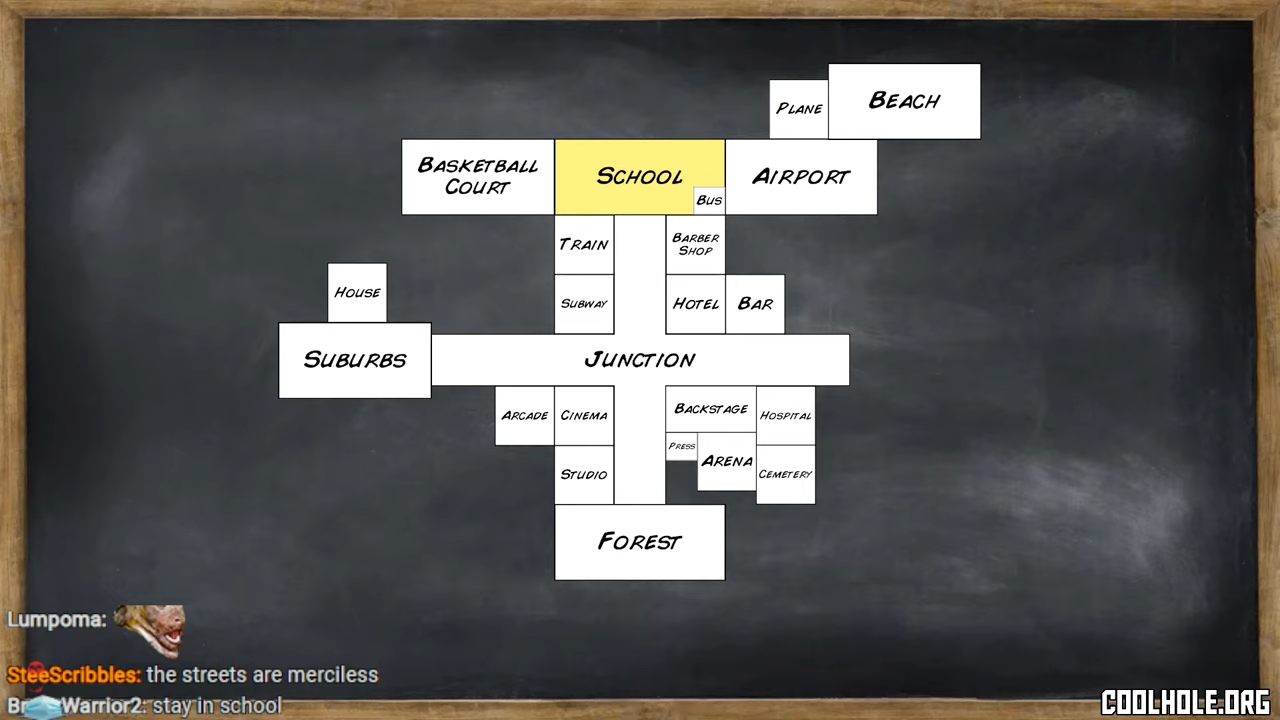 Beach
Plane
Basketball
Court
School
Airport
Bus
Train
Barber
Shop
House
Subway
Hotel
Bar
Suburbs
Junction
Arcade
Cinema
Backstage
Hospital
Press
Arena
Studio
Cemetery
Forest
Lumpoma:
SteeScribbles: the streets are merciless
Warrior2: stay in school
COOLHOLE.ORG